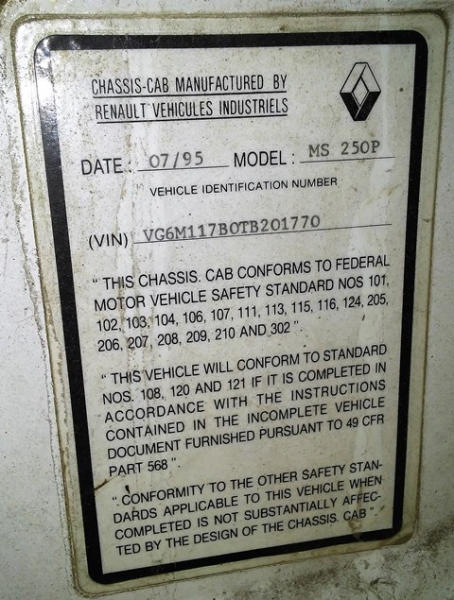 CHASSIS-CAB MANUFACTURED BY
RENAULT VEHICULES INDUSTRIELS
DATE: 07/95 MODEL: MS 250P
VEHICLE IDENTIFICATION NUMBER
(VIN) VG6M117B0TB201770
" THIS CHASSIS. CAB CONFORMS TO FEDERAL
MOTOR VEHICLE SAFETY STANDARD NOS 101,
102, 103, 104, 106, 107, 111, 113, 115, 116, 124, 205,
206, 207, 208, 209, 210 AND 302 "
" THIS VEHICLE WILL CONFORM TO STANDARD
NOS. 108, 120 AND 121 IF IT IS COMPLETED IN
ACCORDANCE WITH THE INSTRUCTIONS
CONTAINED IN THE INCOMPLETE VEHICLE
DOCUMENT FURNISHED PURSUANT TO 49 CFR
PART 568 "
" CONFORMITY TO THE OTHER SAFETY STAN-
DARDS APPLICABLE TO THIS VEHICLE WHEN
COMPLETED IS NOT SUBSTANTIALLY AFFEC-
TED BY THE DESIGN OF THE CHASSIS. CAB "